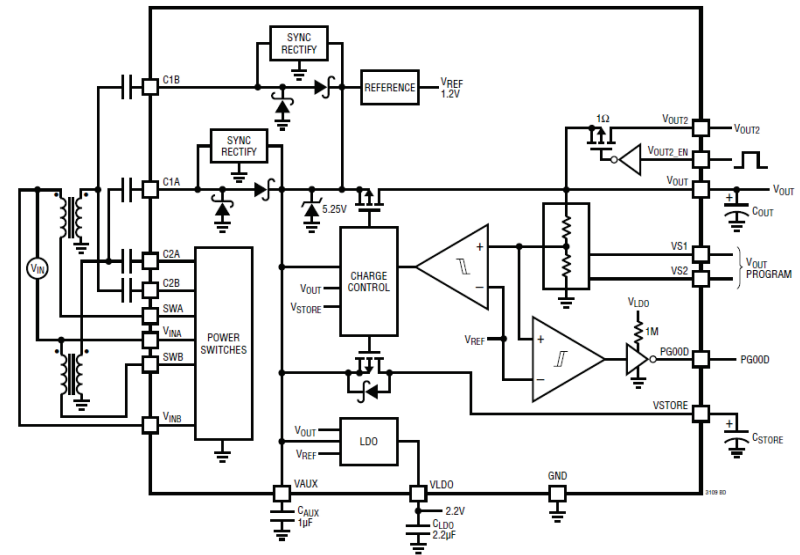 SYNC
RECTIFY
C1B
REFERENCE
VREF
1.2V
1Ω
VOUT2
VOUT2
SYNC
RECTIFY
VOUT2_EN
C1A
VOUT
VOUT
5.25V
+
COUT
C2A
VS1
VOUT
PROGRAM
VIN
CHARGE
CONTROL
+
C2B
VOUT
VS2
–
VSTORE
SWA
VLDO
VINA
POWER
SWITCHES
VREF
+
1M
SWB
PGOOD
PGOOD
–
VSTORE
VINB
VOUT
LDO
VREF
+
CSTORE
GND
VAUX
VLDO
3109 BD
CAUX
1µF
2.2V
CLDO
2.2µF